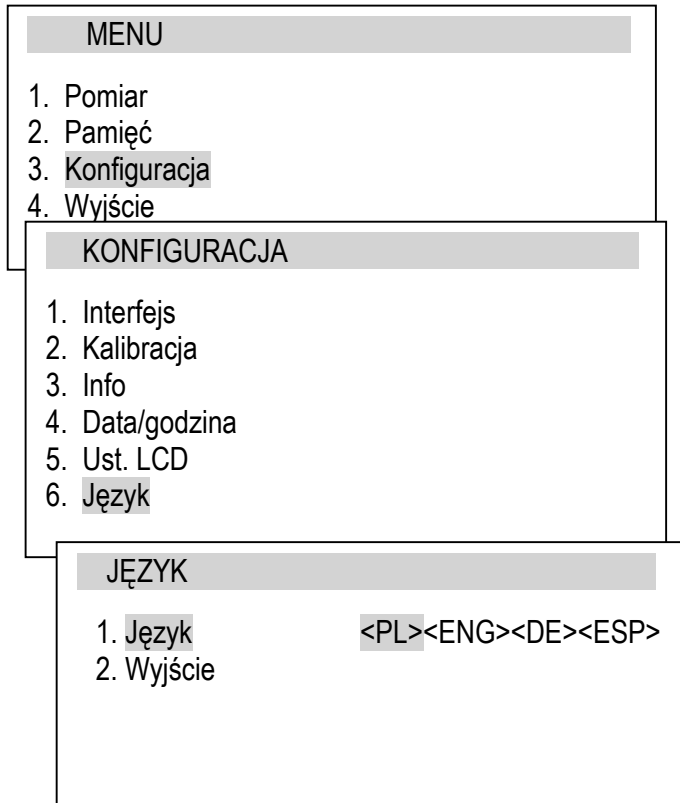 MENU
1. Pomiar
2. Pamięć
3. Konfiguracja
4. Wyjście
KONFIGURACJA
1. Interfejs
2. Kalibracja
3. Info
4. Data/godzina
5. Ust. LCD
6. Język
JĘZYK
1. Język <PL><ENG><DE><ESP>
2. Wyjście